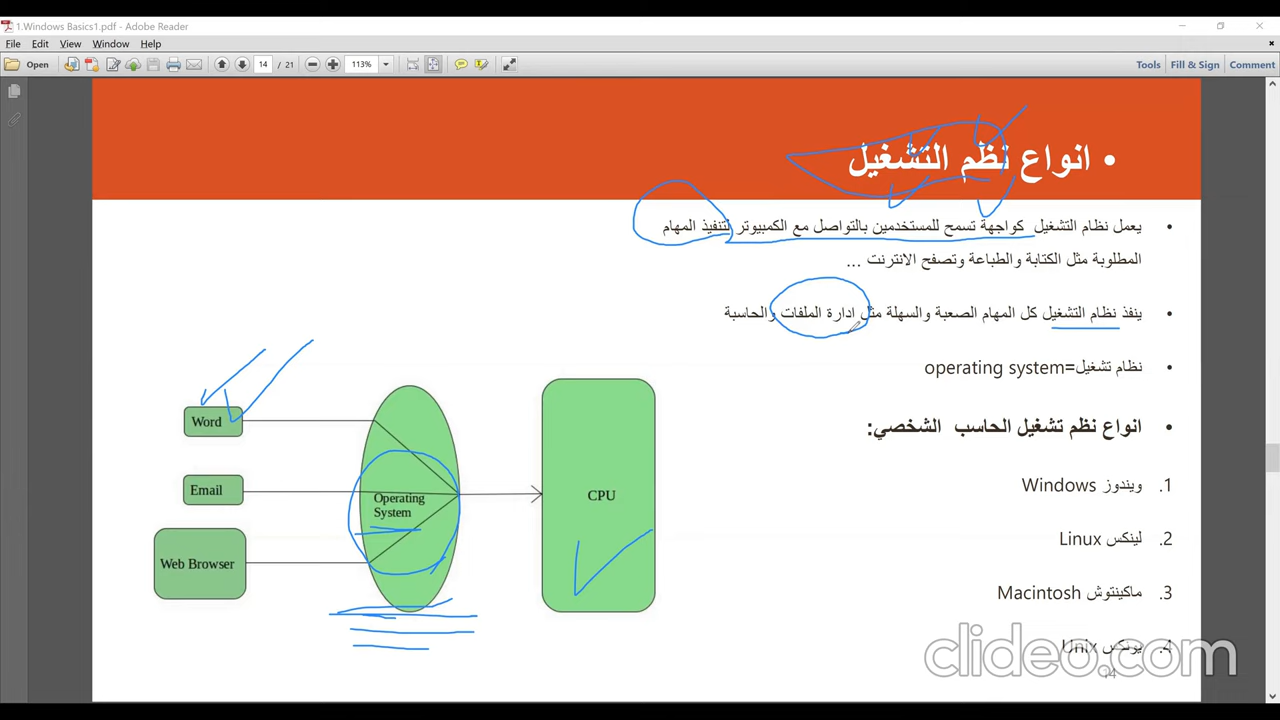 1.Windows Basics1.pdf - Adobe Reader
File Edit View Window Help
Open 14 / 21 113% Tools Fill & Sign Comment
• انواع نظم التشغيل
• يعمل نظام التشغيل كواجهة تسمح للمستخدمين بالتواصل مع الكمبيوتر لتنفيذ المهام
المطلوبة مثل الكتابة والطباعة وتصفح الانترنت ...
• ينفذ نظام التشغيل كل المهام الصعبة والسهلة مثل ادارة الملفات والحاسبة
• نظام تشغيل=operating system
• انواع نظم تشغيل الحاسب الشخصي:
1. ويندوز Windows
2. لينكس Linux
3. ماكينتوش Macintosh
4. يونكس Unix
Word
Email
Web Browser
Operating
System
CPU
14
clideo.com